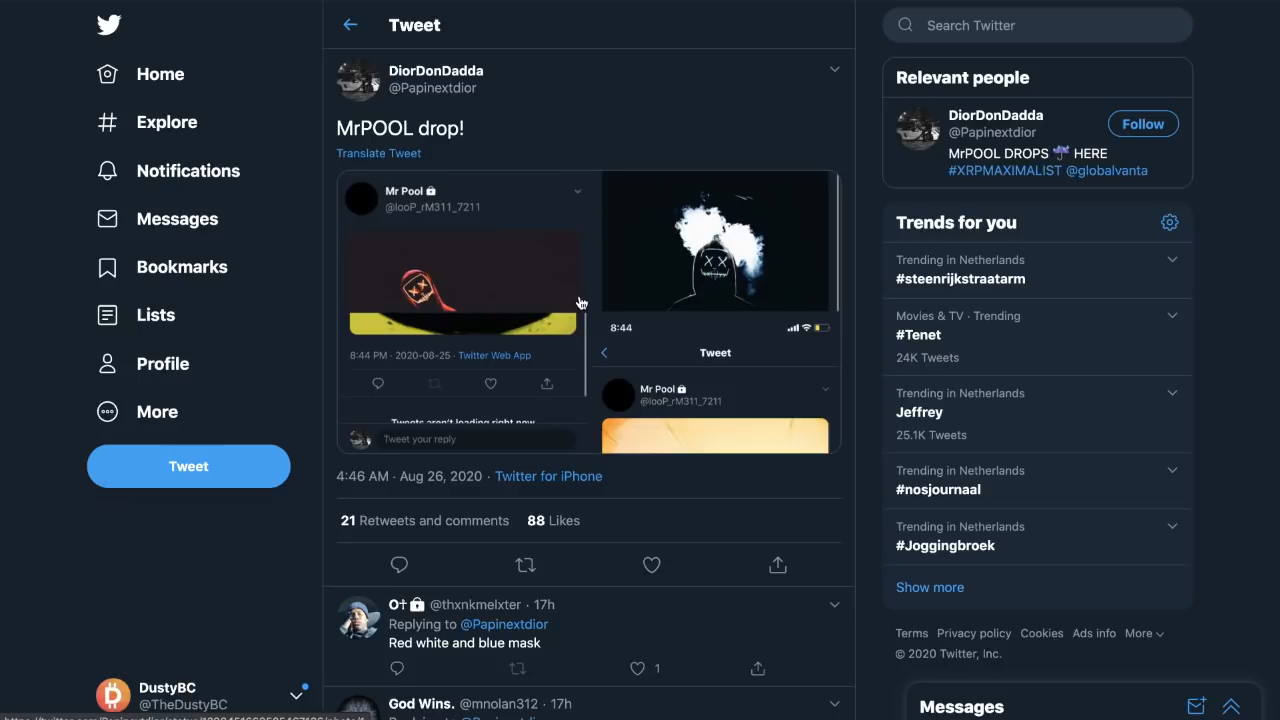 Home
Explore
Notifications
Messages
Bookmarks
Lists
Profile
More
Tweet
DustyBC
@TheDustyBC
Tweet
DiorDonDadda
@Papinextdior
MrPOOL drop!
Translate Tweet
Mr Pool
@looP_rM311_7211
8:44 PM · 2020-08-25 · Twitter Web App
Tweets aren't loading right now
Tweet your reply
8:44
Tweet
Mr Pool
@looP_rM311_7211
4:46 AM · Aug 26, 2020 · Twitter for iPhone
21 Retweets and comments 88 Likes
O† @thxnkmelxter · 17h
Replying to @Papinextdior
Red white and blue mask
1
God Wins. @mnolan312 · 17h
Search Twitter
Relevant people
DiorDonDadda
@Papinextdior
Follow
MrPOOL DROPS ☔ HERE
#XRPMAXIMALIST @globalvanta
Trends for you
Trending in Netherlands
#steenrijkstraatarm
Movies & TV · Trending
#Tenet
24K Tweets
Trending in Netherlands
Jeffrey
25.1K Tweets
Trending in Netherlands
#nosjournaal
Trending in Netherlands
#Joggingbroek
Show more
Terms Privacy policy Cookies Ads info More
© 2020 Twitter, Inc.
Messages